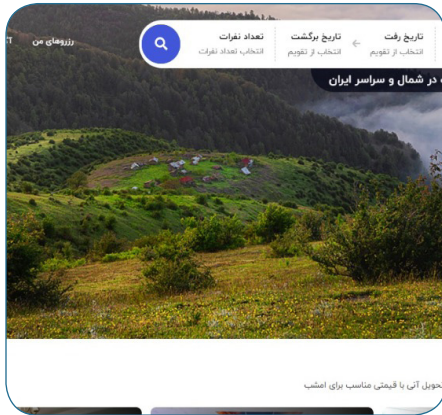 تاریخ رفت
انتخاب از تقویم
تاریخ برگشت
انتخاب از تقویم
تعداد نفرات
انتخاب تعداد نفرات
رزروهای من
در شمال و سراسر ایران
تحویل آنی با قیمتی مناسب برای امشب